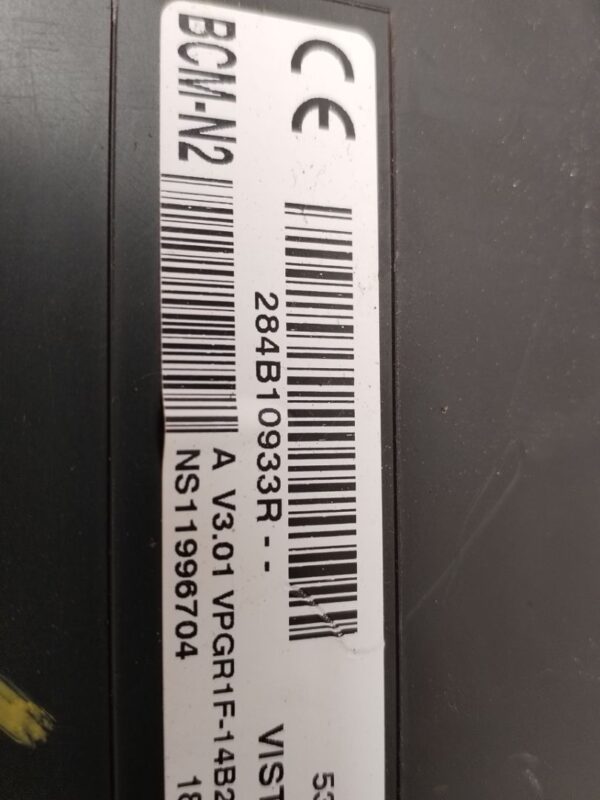 CE
53
284B10933R--
VIST
BCM-N2
A V3.01 VPGR1F-14B2
NS11996704
18